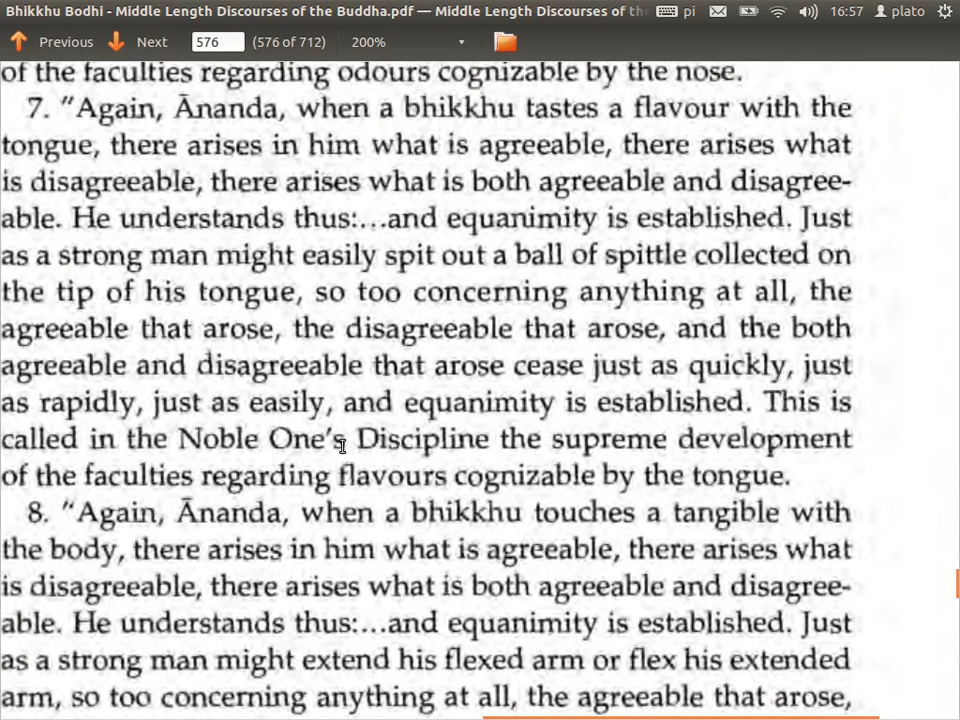 Bhikkhu Bodhi - Middle Length Discourses of the Buddha.pdf — Middle Length Discourses of the pi 16:57 plato
Previous Next 576 (576 of 712) 200%
of the faculties regarding odours cognizable by the nose.
7. “Again, Ānanda, when a bhikkhu tastes a flavour with the
tongue, there arises in him what is agreeable, there arises what
is disagreeable, there arises what is both agreeable and disagree-
able. He understands thus:...and equanimity is established. Just
as a strong man might easily spit out a ball of spittle collected on
the tip of his tongue, so too concerning anything at all, the
agreeable that arose, the disagreeable that arose, and the both
agreeable and disagreeable that arose cease just as quickly, just
as rapidly, just as easily, and equanimity is established. This is
called in the Noble One’s Discipline the supreme development
of the faculties regarding flavours cognizable by the tongue.
8. “Again, Ānanda, when a bhikkhu touches a tangible with
the body, there arises in him what is agreeable, there arises what
is disagreeable, there arises what is both agreeable and disagree-
able. He understands thus:...and equanimity is established. Just
as a strong man might extend his flexed arm or flex his extended
arm, so too concerning anything at all, the agreeable that arose,